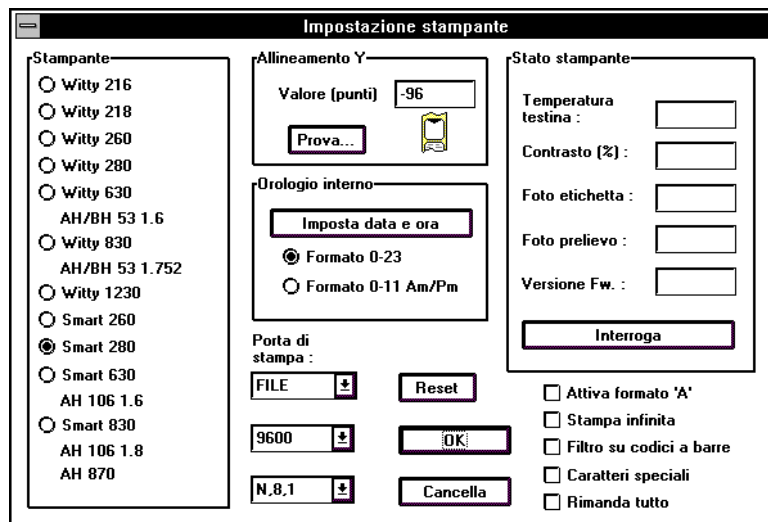 Impostazione stampante
Stampante
Witty 216
Witty 218
Witty 260
Witty 280
Witty 630
AH/BH 53 1.6
Witty 830
AH/BH 53 1.752
Witty 1230
Smart 260
Smart 280
Smart 630
AH 106 1.6
Smart 830
AH 106 1.8
AH 870
Allineamento Y
Valore (punti) -96
Prova...
Orologio interno
Imposta data e ora
Formato 0-23
Formato 0-11 Am/Pm
Porta di
stampa :
FILE
9600
N,8,1
Reset
OK
Cancella
Stato stampante
Temperatura
testina :
Contrasto (%) :
Foto etichetta :
Foto prelievo :
Versione Fw. :
Interroga
Attiva formato 'A'
Stampa infinita
Filtro su codici a barre
Caratteri speciali
Rimanda tutto